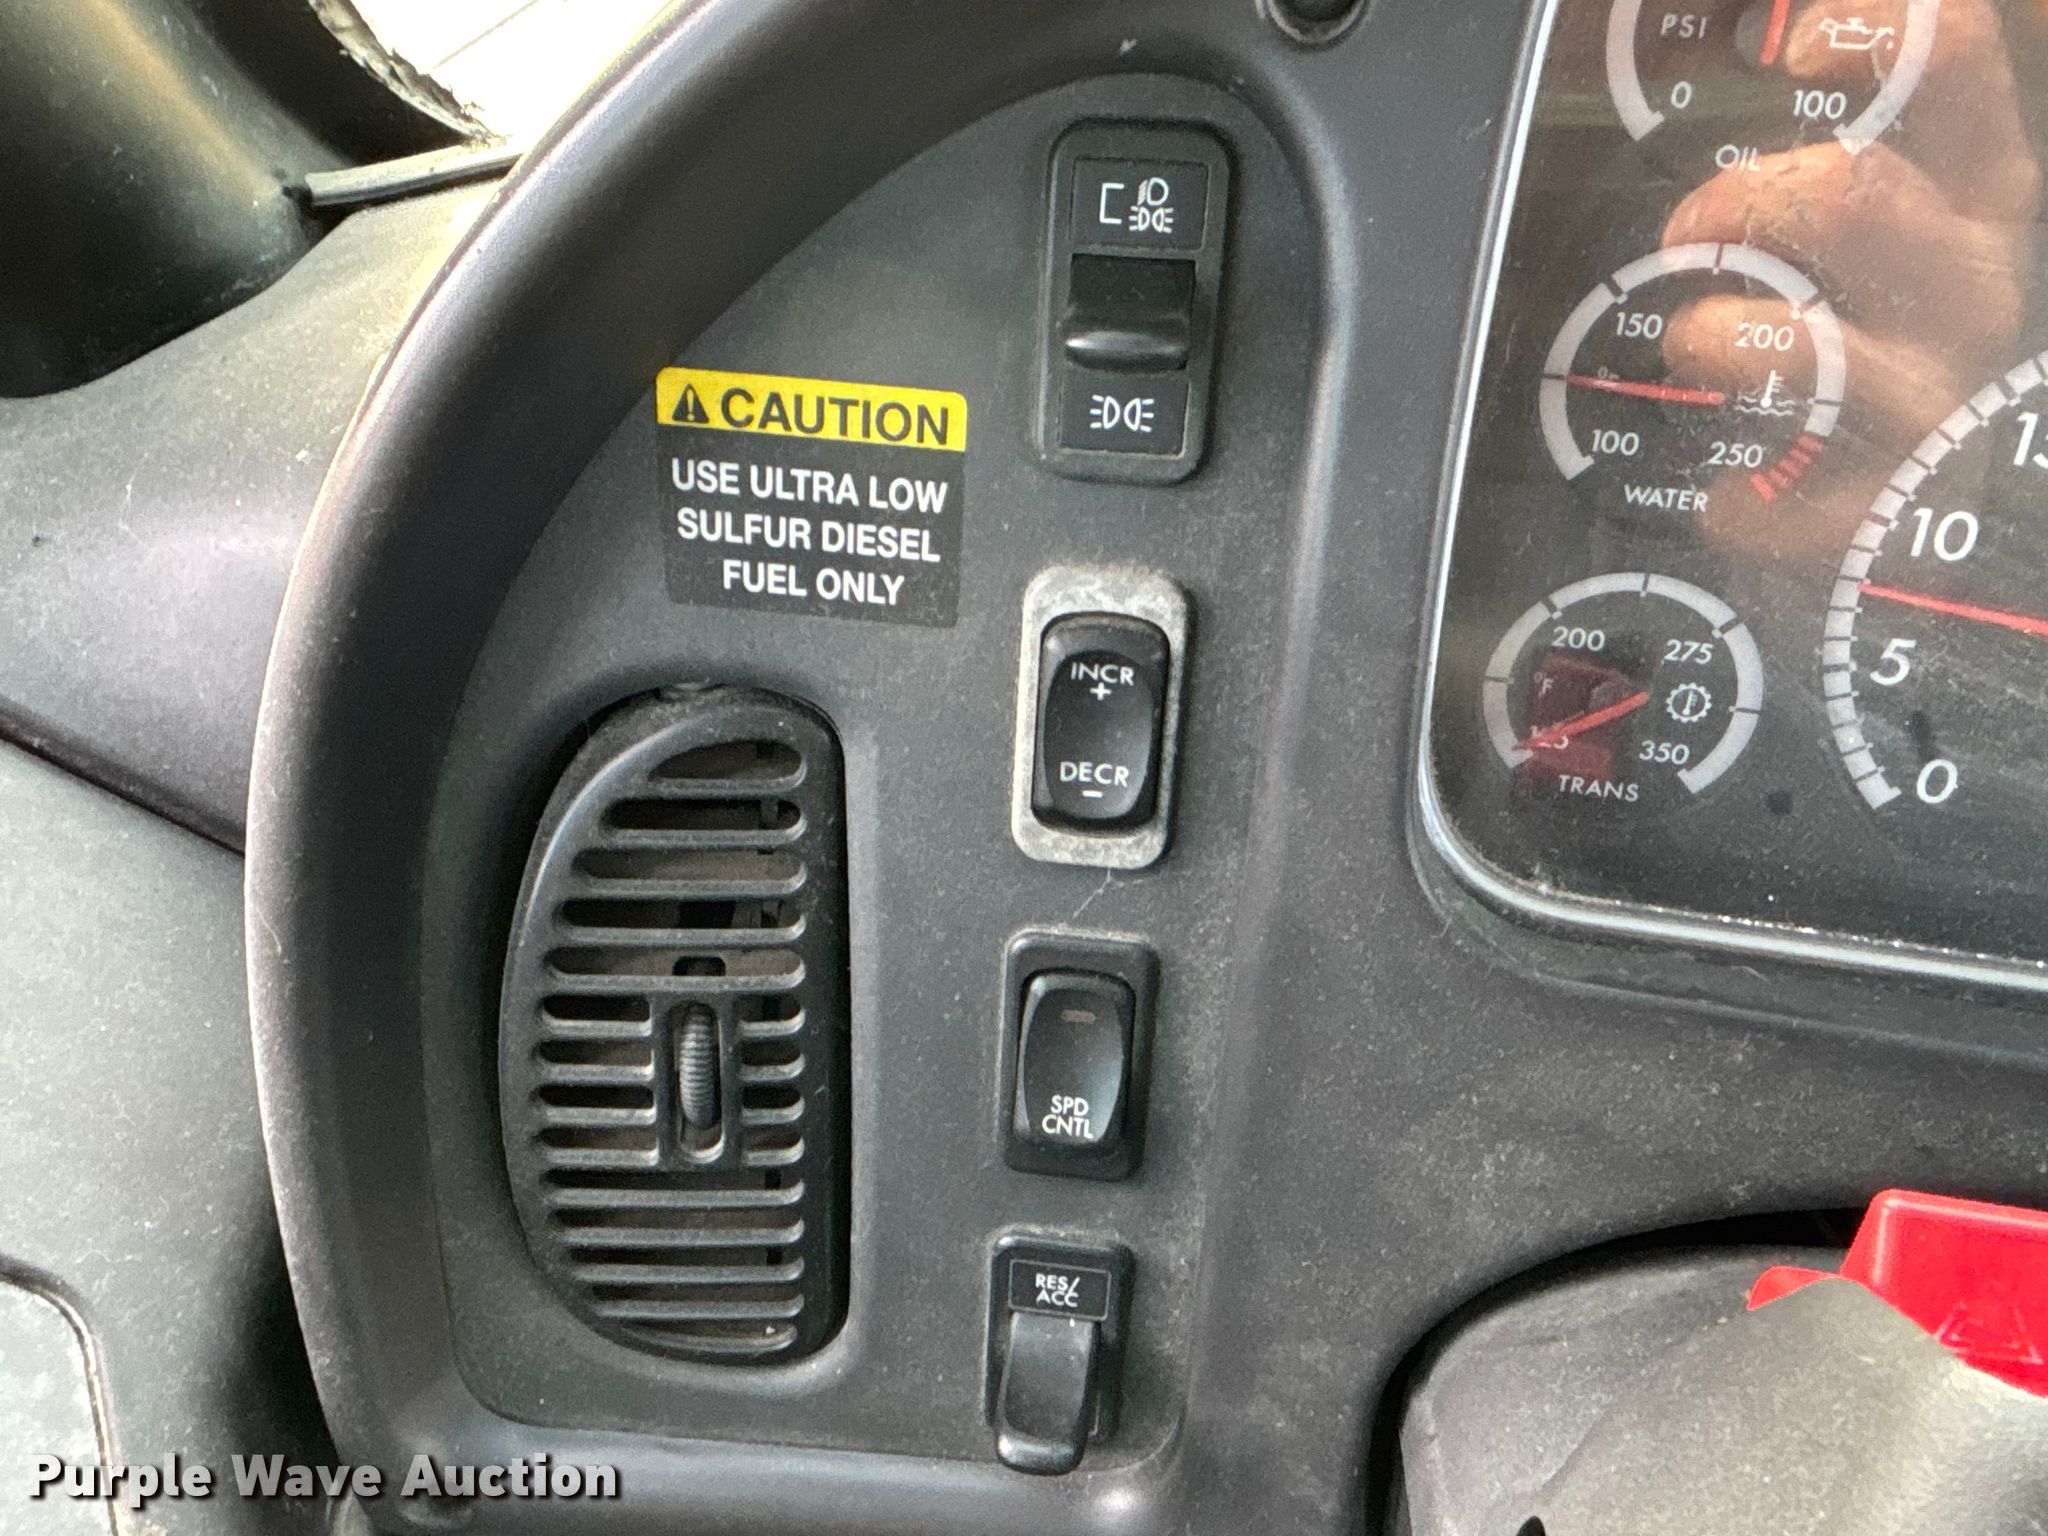 CAUTION
USE ULTRA LOW
SULFUR DIESEL
FUEL ONLY
INCR
+
DECR
-
SPD
CNTL
RES/
ACC
PSI
0
100
OIL
150
200
100
250
WATER
200
275
°F
125
350
TRANS
10
5
0
Purple Wave Auction